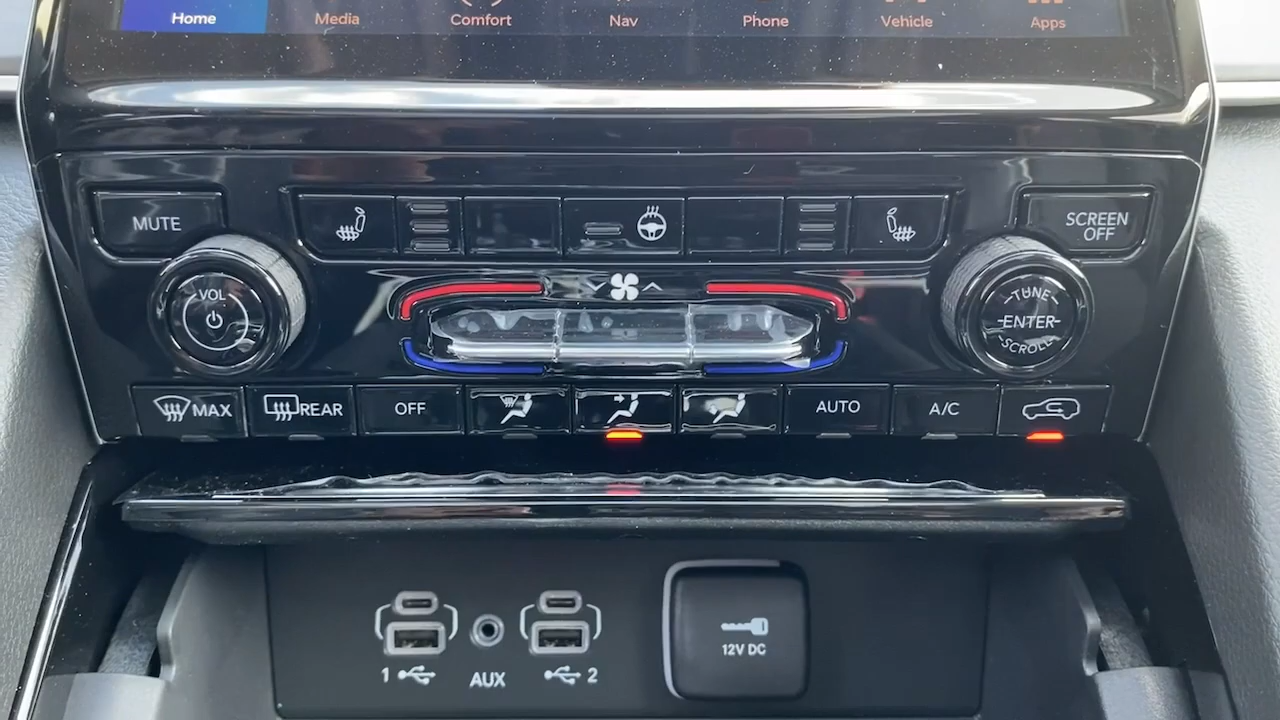 Home
Media
Comfort
Nav
Phone
Vehicle
Apps
MUTE
SCREEN
OFF
VOL
TUNE
ENTER
SCROLL
MAX
REAR
OFF
AUTO
A/C
1
AUX
2
12V DC